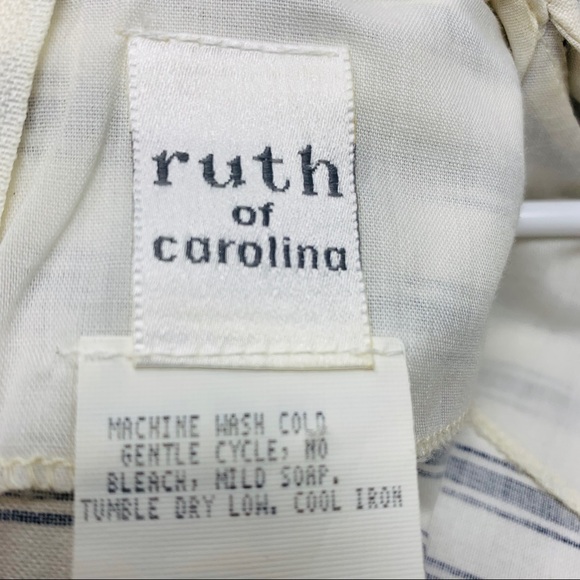 ruth
of
carolina
MACHINE WASH COLD
GENTLE CYCLE, NO
BLEACH, MILD SOAP.
TUMBLE DRY LOW. COOL IRON